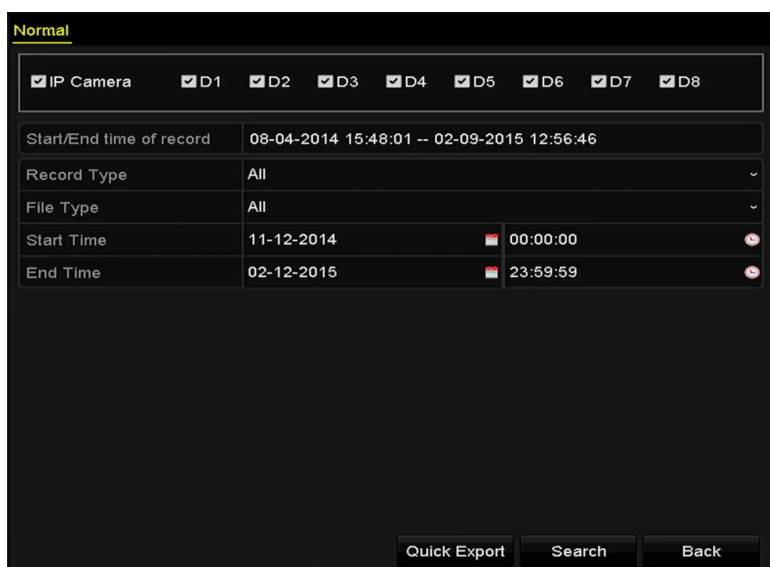 Normal
IP Camera D1 D2 D3 D4 D5 D6 D7 D8
Start/End time of record 08-04-2014 15:48:01 -- 02-09-2015 12:56:46
Record Type All
File Type All
Start Time 11-12-2014 00:00:00
End Time 02-12-2015 23:59:59
Quick Export Search Back